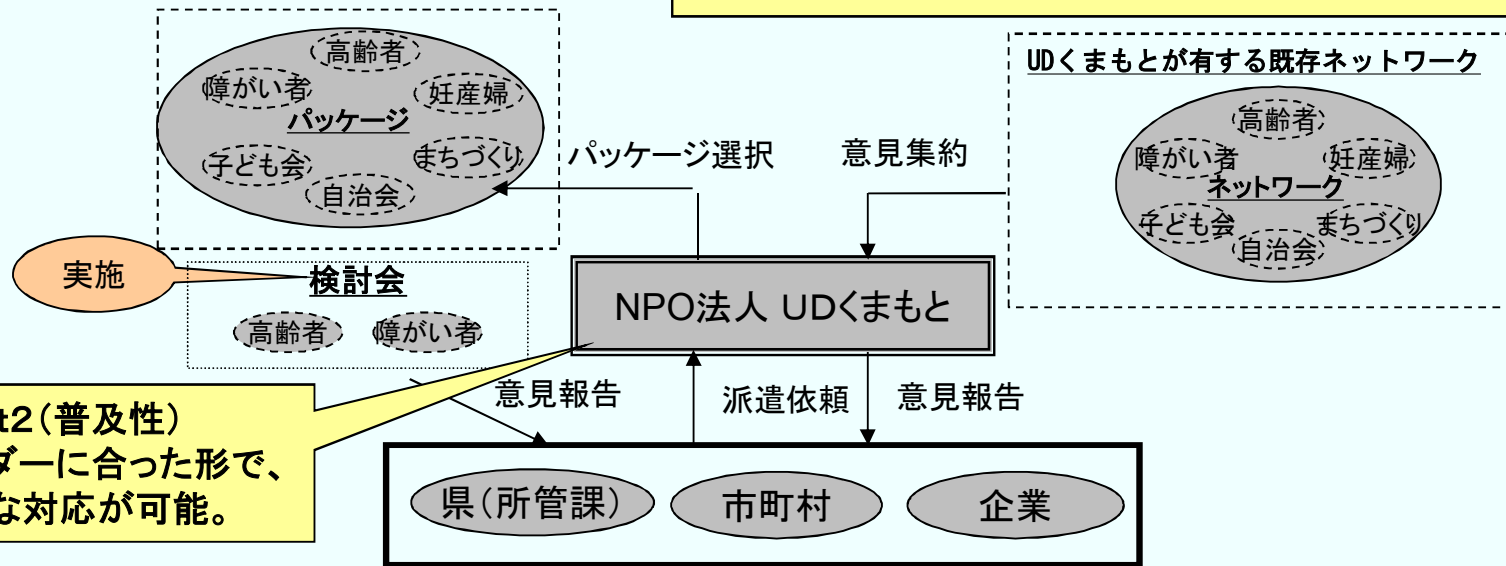 高齢者
障がい者
妊産婦
パッケージ
子ども会
まちづくり
自治会
パッケージ選択
意見集約
UDくまもとが有する既存ネットワーク
高齢者
障がい者
妊産婦
ネットワーク
子ども会
まちづくり
自治会
実施
検討会
高齢者
障がい者
NPO法人 UDくまもと
意見報告
派遣依頼
意見報告
t2(普及性)
ダーに合った形で、
な対応が可能。
県(所管課)
市町村
企業